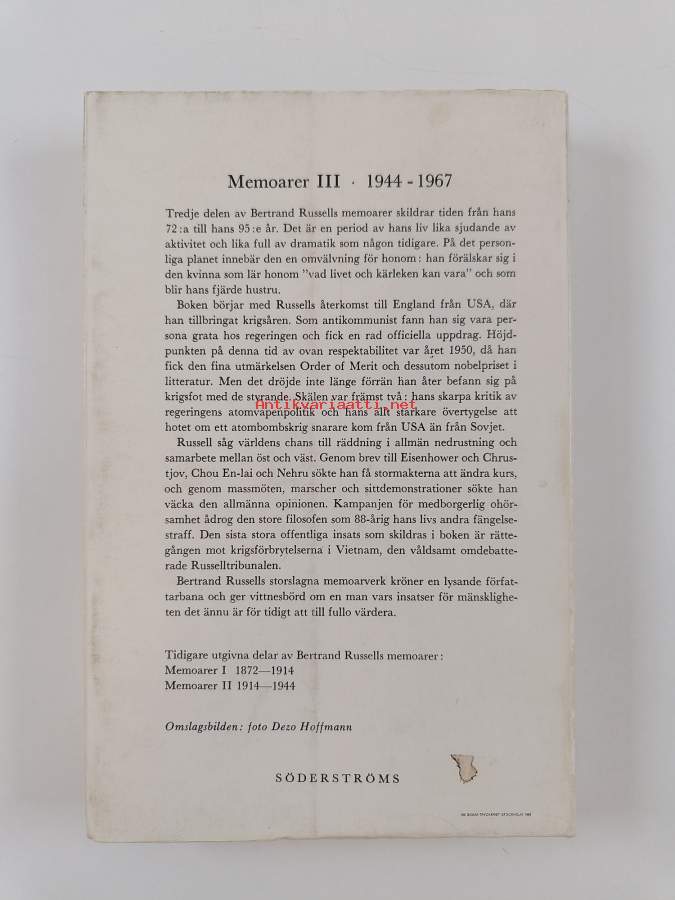 Memoarer III · 1944 - 1967
Tredje delen av Bertrand Russells memoarer skildrar tiden från hans
72:a till hans 95:e år. Det är en period av hans liv lika sjudande av
aktivitet och lika full av dramatik som någon tidigare. På det person-
liga planet innebär den en omvälvning för honom: han förälskar sig i
den kvinna som lär honom "vad livet och kärleken kan vara" och som
blir hans fjärde hustru.
Boken börjar med Russells återkomst till England från USA, där
han tillbringat krigsåren. Som antikommunist fann han sig vara per-
sona grata hos regeringen och fick en rad officiella uppdrag. Höjd-
punkten på denna tid av ovan respektabilitet var året 1950, då han
fick den fina utmärkelsen Order of Merit och dessutom nobelpriset i
litteratur. Men det dröjde inte länge förrän han åter befann sig på
krigsfot med de styrande. Skälen var främst två: hans skarpa kritik av
Antikvariaatti.net
regeringens atomvapenpolitik och hans allt starkare övertygelse att
hotet om ett atombombskrig snarare kom från USA än från Sovjet.
Russell såg världens chans till räddning i allmän nedrustning och
samarbete mellan öst och väst. Genom brev till Eisenhower och Chrus-
tjov, Chou En-lai och Nehru sökte han få stormakterna att ändra kurs,
och genom massmöten, marscher och sittdemonstrationer sökte han
väcka den allmänna opinionen. Kampanjen för medborgerlig ohör-
samhet ådrog den store filosofen som 88-årig hans livs andra fängelse-
straff. Den sista stora offentliga insats som skildras i boken är rätte-
gången mot krigsförbrytelserna i Vietnam, den våldsamt omdebatte-
rade Russelltribunalen.
Bertrand Russells storslagna memoarverk kröner en lysande förfat-
tarbana och ger vittnesbörd om en man vars insatser för mänsklighe-
ten det ännu är för tidigt att till fullo värdera.
Tidigare utgivna delar av Bertrand Russells memoarer:
Memoarer I 1872—1914
Memoarer II 1914—1944
Omslagsbilden: foto Dezo Hoffmann
SÖDERSTRÖMS
STOCKHOLM